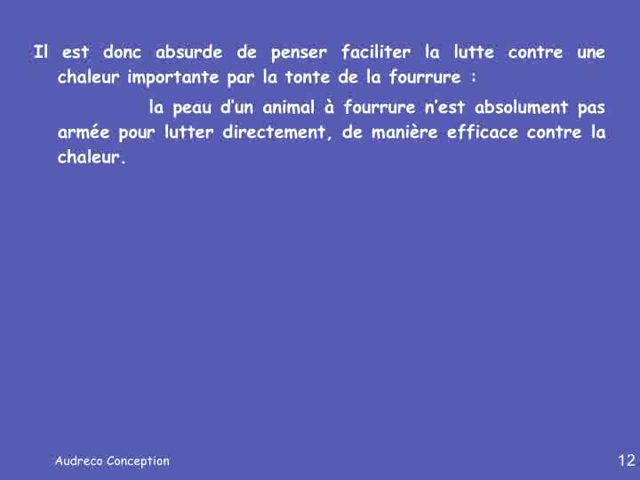 Il est donc absurde de penser faciliter la lutte contre une
chaleur importante par la tonte de la fourrure :
la peau d'un animal à fourrure n'est absolument pas
armée pour lutter directement, de manière efficace contre la
chaleur.
Audreco Conception
12